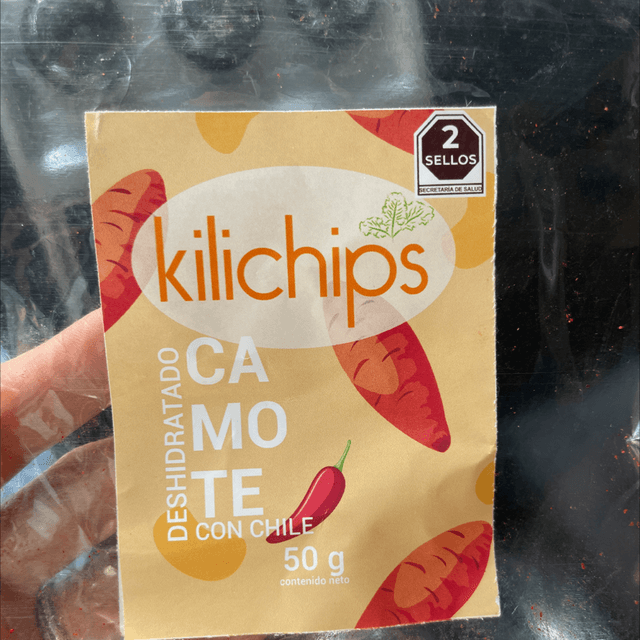 2
SELLOS
SECRETARÍA DE SALUD
kilichips
DESHIDRATADO
CA
MO
TE
CON CHILE
50 g
contenido neto